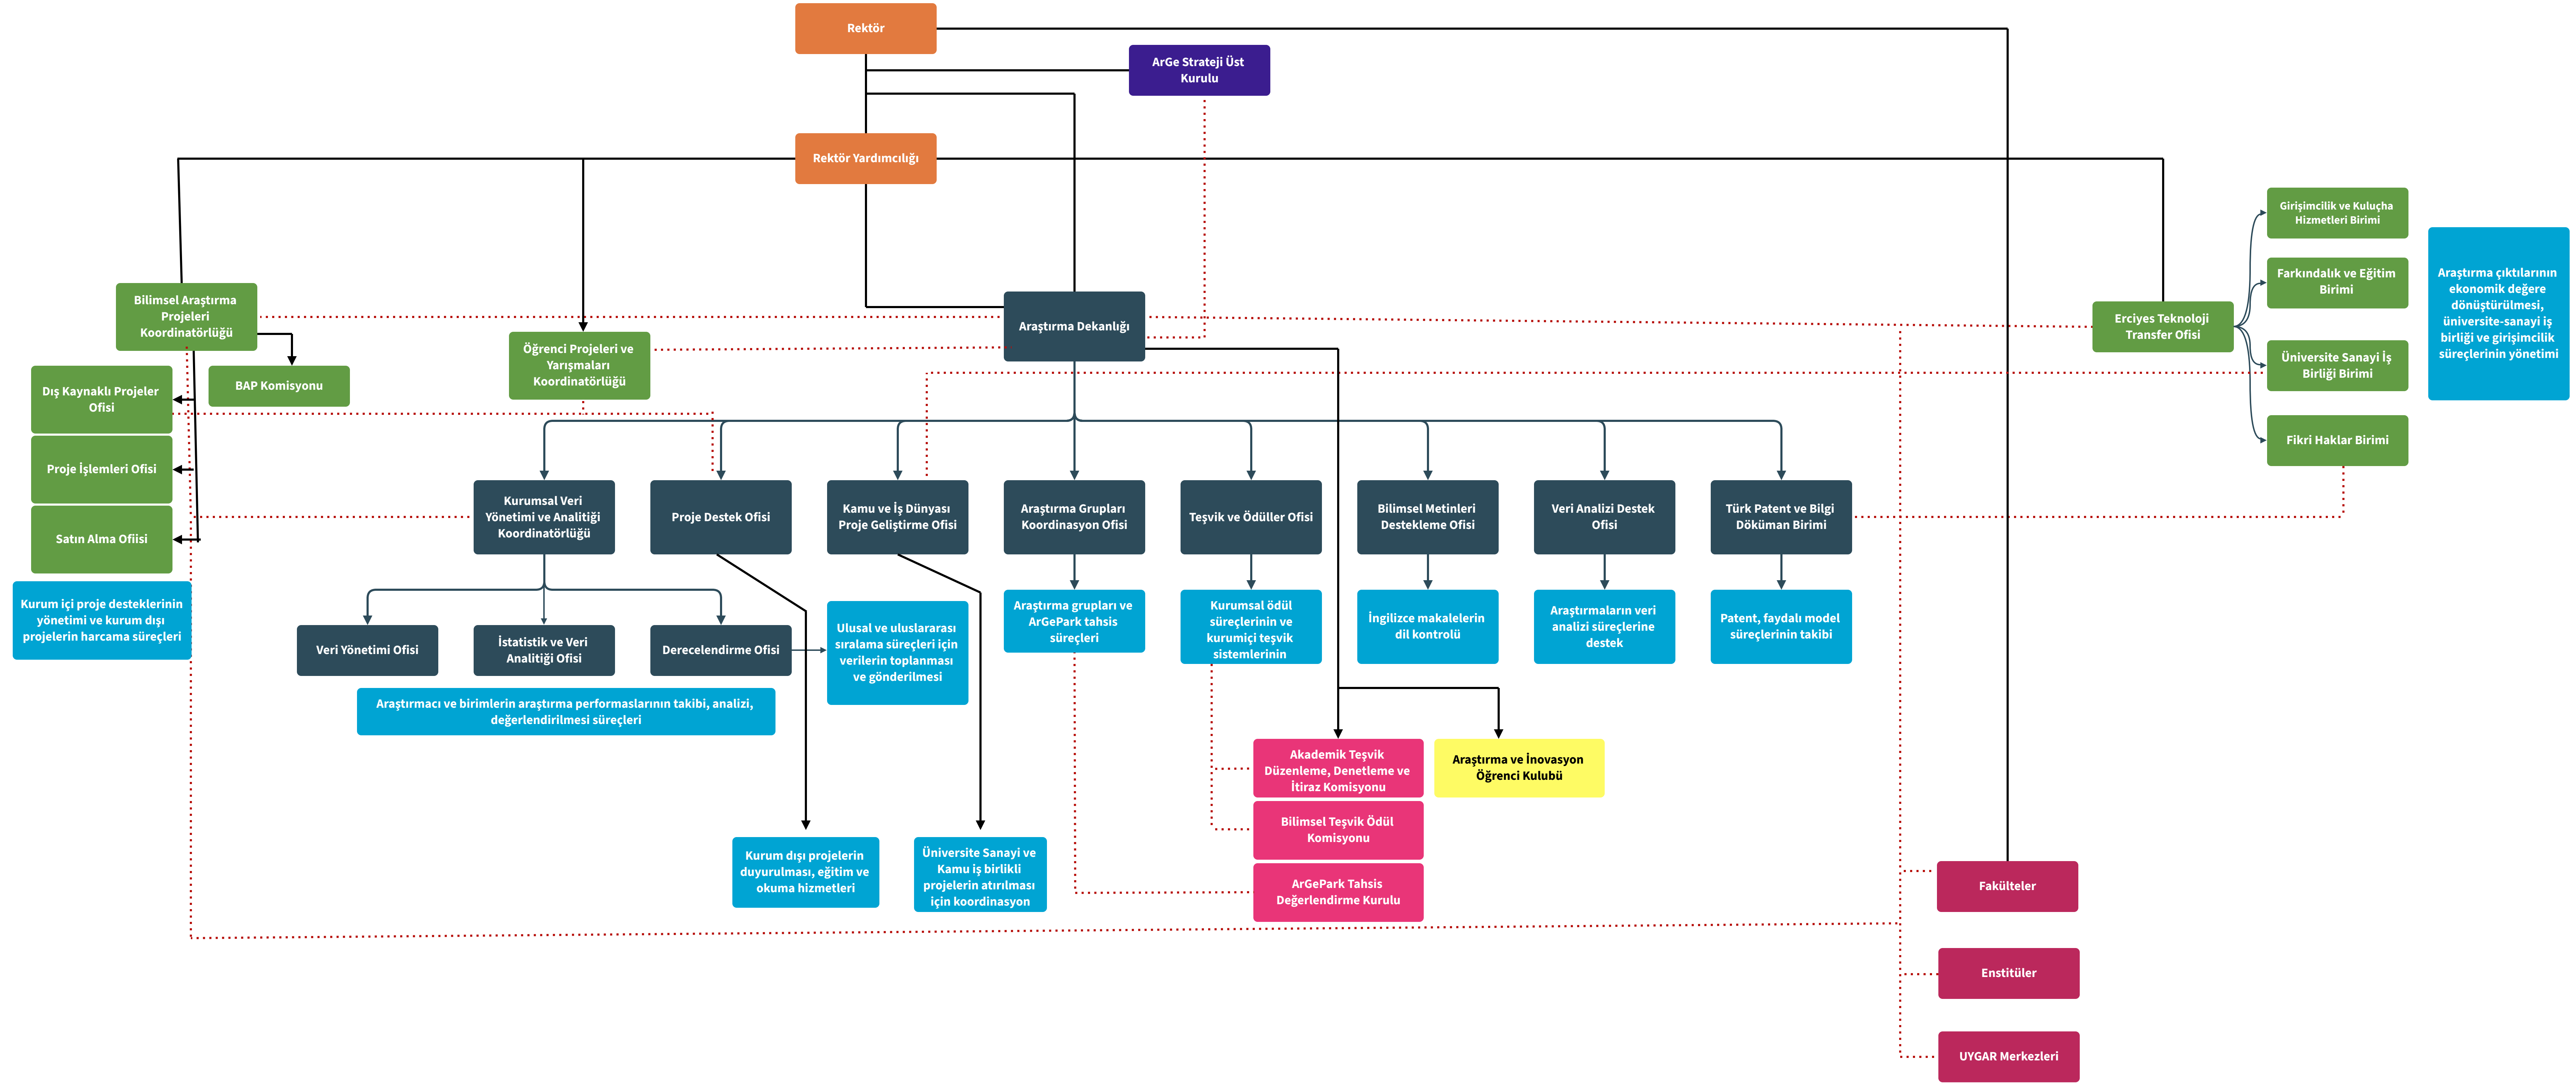 Rektör
ArGe Strateji Üst
Kurulu
Rektör Yardımcılığı
Girişimcilik ve Kuluçha
Hizmetleri Birimi
Farkındalık ve Eğitim
Birimi
Üniversite Sanayi İş
Birliği Birimi
Fikri Haklar Birimi
Araştırma çıktılarının
ekonomik değere
dönüştürülmesi,
üniversite-sanayi iş
birliği ve girişimcilik
süreçlerinin yönetimi
Bilimsel Araştırma
Projeleri
Koordinatörlüğü
Araştırma Dekanlığı
Erciyes Teknoloji
Transfer Ofisi
Öğrenci Projeleri ve
Yarışmaları
Koordinatörlüğü
BAP Komisyonu
Dış Kaynaklı Projeler
Ofisi
Proje İşlemleri Ofisi
Satın Alma Ofiisi
Kurum içi proje desteklerinin
yönetimi ve kurum dışı
projelerin harcama süreçleri
Kurumsal Veri
Yönetimi ve Analitiği
Koordinatörlüğü
Proje Destek Ofisi
Kamu ve İş Dünyası
Proje Geliştirme Ofisi
Araştırma Grupları
Koordinasyon Ofisi
Teşvik ve Ödüller Ofisi
Bilimsel Metinleri
Destekleme Ofisi
Veri Analizi Destek
Ofisi
Türk Patent ve Bilgi
Döküman Birimi
Veri Yönetimi Ofisi
İstatistik ve Veri
Analitiği Ofisi
Derecelendirme Ofisi
Ulusal ve uluslararası
sıralama süreçleri için
verilerin toplanması
ve gönderilmesi
Araştırma grupları ve
ArGePark tahsis
süreçleri
Kurumsal ödül
süreçlerinin ve
kurumiçi teşvik
sistemlerinin
İngilizce makalelerin
dil kontrolü
Araştırmaların veri
analizi süreçlerine
destek
Patent, faydalı model
süreçlerinin takibi
Araştırmacı ve birimlerin araştırma performaslarının takibi, analizi,
değerlendirilmesi süreçleri
Akademik Teşvik
Düzenleme, Denetleme ve
İtiraz Komisyonu
Araştırma ve İnovasyon
Öğrenci Kulubü
Bilimsel Teşvik Ödül
Komisyonu
ArGePark Tahsis
Değerlendirme Kurulu
Kurum dışı projelerin
duyurulması, eğitim ve
okuma hizmetleri
Üniversite Sanayi ve
Kamu iş birlikli
projelerin atırılması
için koordinasyon
Fakülteler
Enstitüler
UYGAR Merkezleri